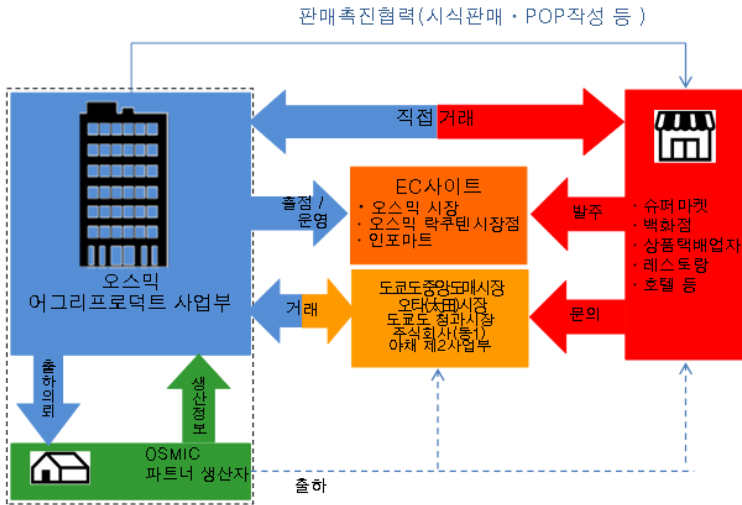 판매촉진협력(시식판매・POP작성 등 )
직접 거래
EC사이트
• 오스믹 시장
• 오스믹 락쿠텐시장점
• 인포마트
출점 /
운영
발주
· 슈퍼마켓
· 백화점
· 상품택배업자
· 레스토랑
· 호텔 등
오스믹
어그리프로덕트 사업부
거래
도쿄도중앙도매시장
오타(大田)시장
도쿄도 청과시장
주식회사(동1)
야채 제2사업부
문의
출하의뢰
생산정보
OSMIC
파트너 생산자
출하